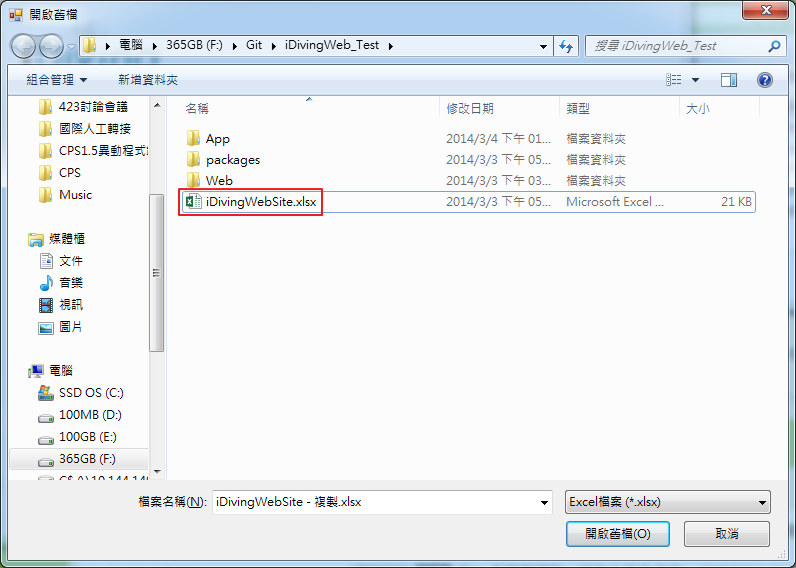 開啟舊檔
電腦 365GB (F:) Git iDivingWeb_Test
搜尋 iDivingWeb_Test
組合管理 新增資料夾
423討論會議
國際人工轉接
CPS1.5異動程式
CPS
Music
媒體櫃
文件
音樂
視訊
圖片
電腦
SSD OS (C:)
100MB (D:)
100GB (E:)
365GB (F:)
名稱 修改日期 類型 大小
App 2014/3/4 下午 01... 檔案資料夾
packages 2014/3/3 下午 05... 檔案資料夾
Web 2014/3/3 下午 03... 檔案資料夾
iDivingWebSite.xlsx 2014/3/3 下午 05... Microsoft Excel ... 21 KB
檔案名稱(N): iDivingWebSite - 複製.xlsx Excel檔案 (*.xlsx)
開啟舊檔(O) 取消